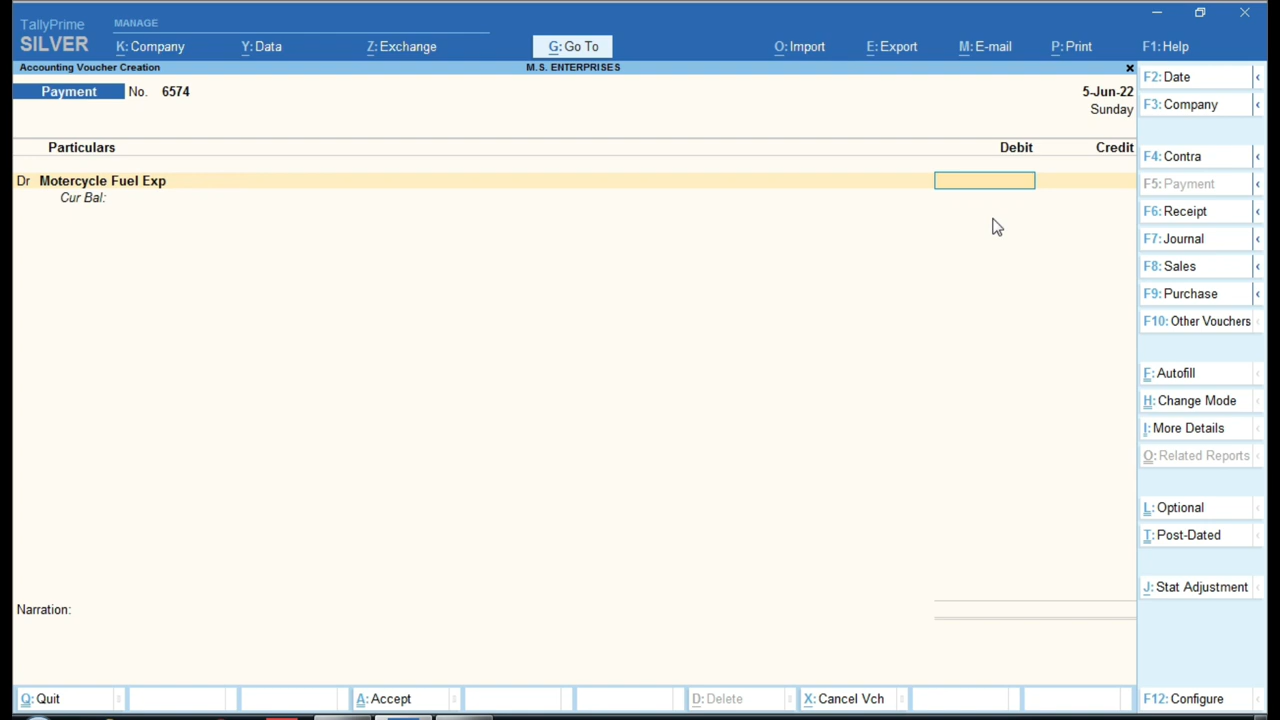 TallyPrime MANAGE
SILVER K: Company Y: Data Z: Exchange G: Go To O: Import E: Export M: E-mail P: Print F1: Help
Accounting Voucher Creation M.S. ENTERPRISES
Payment No. 6574 5-Jun-22
Sunday
Particulars Debit Credit
Dr Motercycle Fuel Exp
Cur Bal:
Narration:
F2: Date
F3: Company
F4: Contra
F5: Payment
F6: Receipt
F7: Journal
F8: Sales
F9: Purchase
F10: Other Vouchers
F: Autofill
H: Change Mode
I: More Details
O: Related Reports
L: Optional
T: Post-Dated
J: Stat Adjustment
Q: Quit A: Accept D: Delete X: Cancel Vch F12: Configure